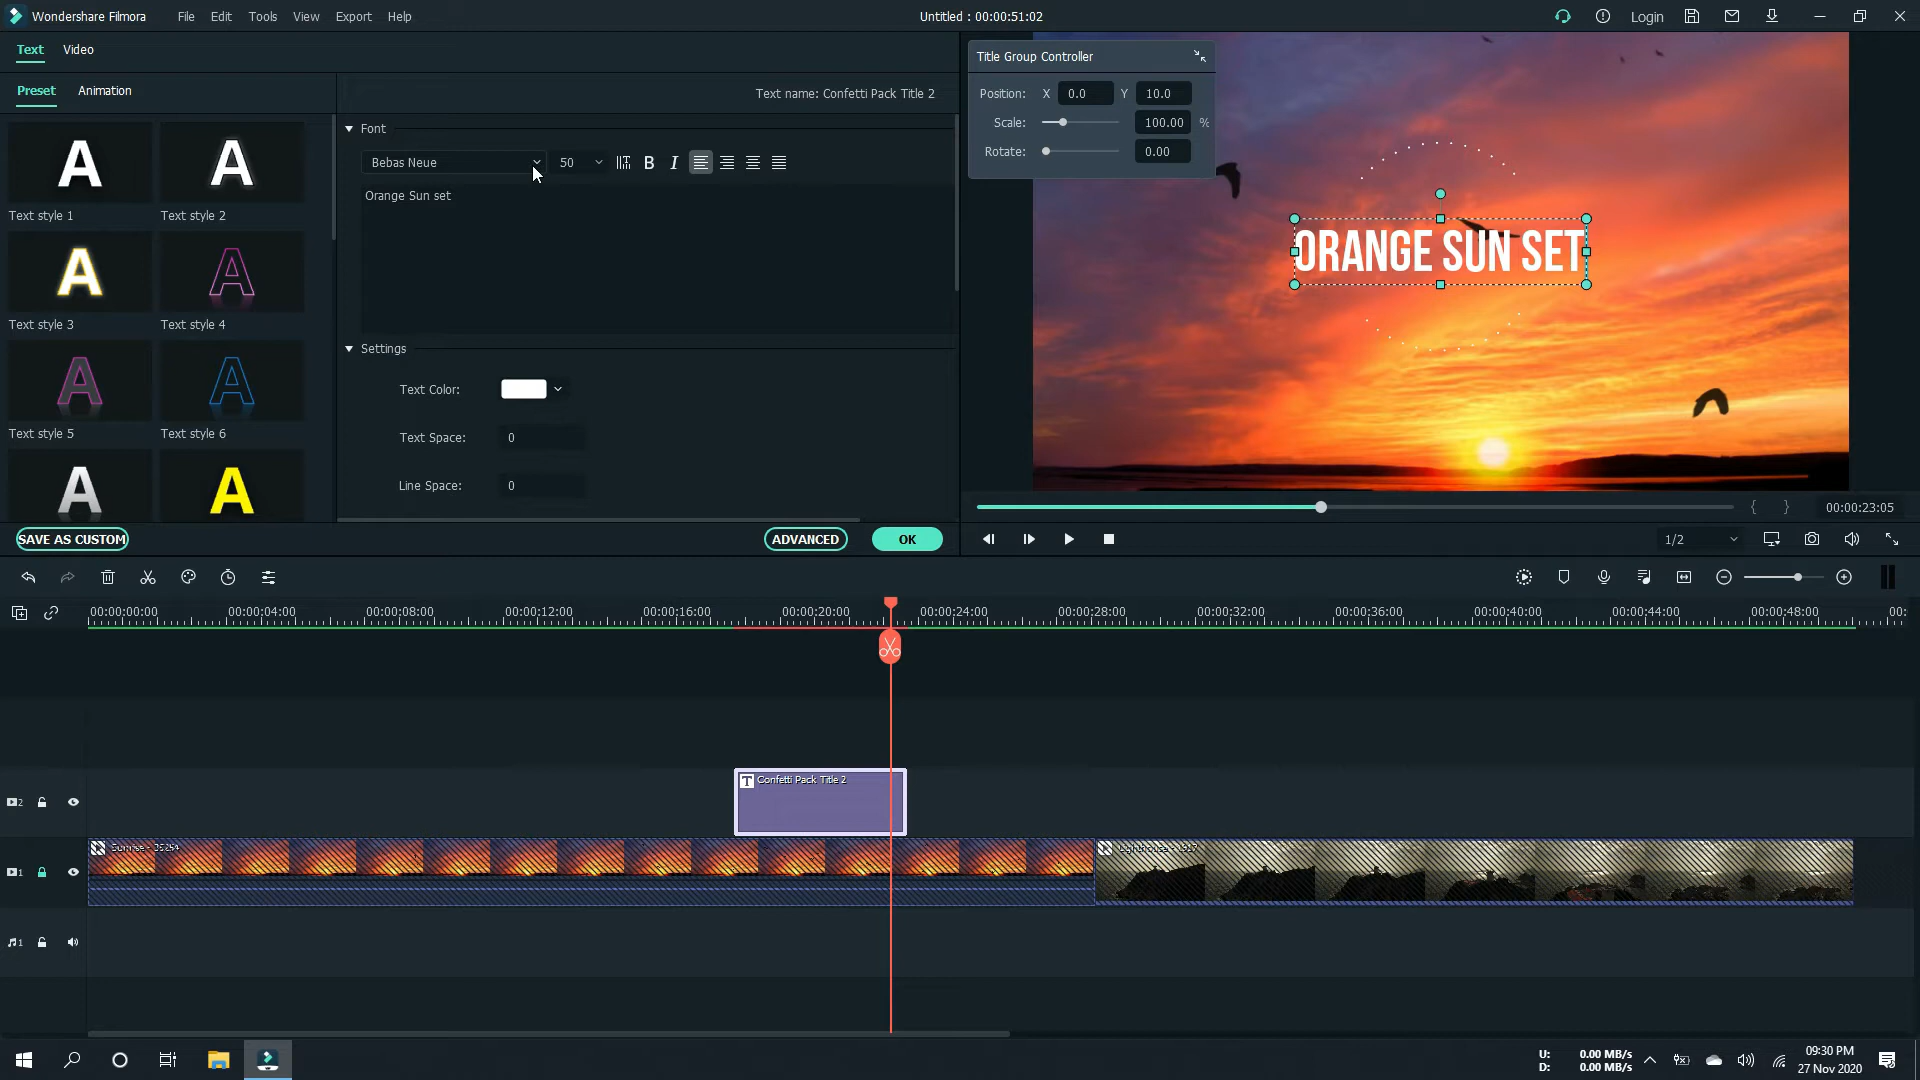 Wondershare Filmora
File
Edit
Tools
View
Export
Help
Untitled : 00:00:51:02
Login
Text
Video
Preset
Animation
Text name: Confetti Pack Title 2
A
Text style 1
A
Text style 2
A
Text style 3
A
Text style 4
A
Text style 5
A
Text style 6
A
A
Font
Bebas Neue
50
B
I
Orange Sun set
Settings
Text Color:
Text Space:
0
Line Space:
0
SAVE AS CUSTOM
ADVANCED
OK
Title Group Controller
Position:
X
0.0
Y
10.0
Scale:
100.00
%
Rotate:
0.00
ORANGE SUN SET
{ }
00:00:23:05
1/2
00:00:00:00
00:00:04:00
00:00:08:00
00:00:12:00
00:00:16:00
00:00:20:00
00:00:24:00
00:00:28:00
00:00:32:00
00:00:36:00
00:00:40:00
00:00:44:00
00:00:48:00
00:
2
T
Confetti Pack Title 2
1
Sunrise - 35254
1
U:
0.00 MB/s
D:
0.00 MB/s
09:30 PM
27 Nov 2020